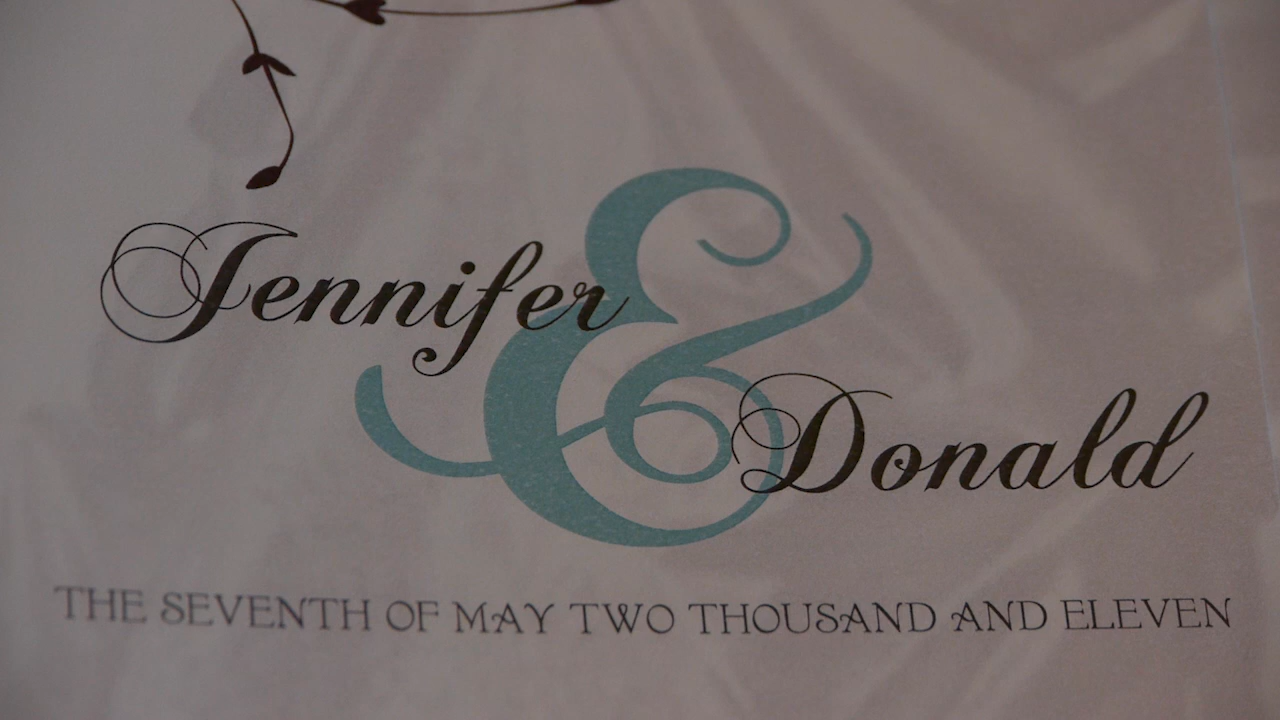 Jennifer
&
Donald
THE SEVENTH OF MAY TWO THOUSAND AND ELEVEN